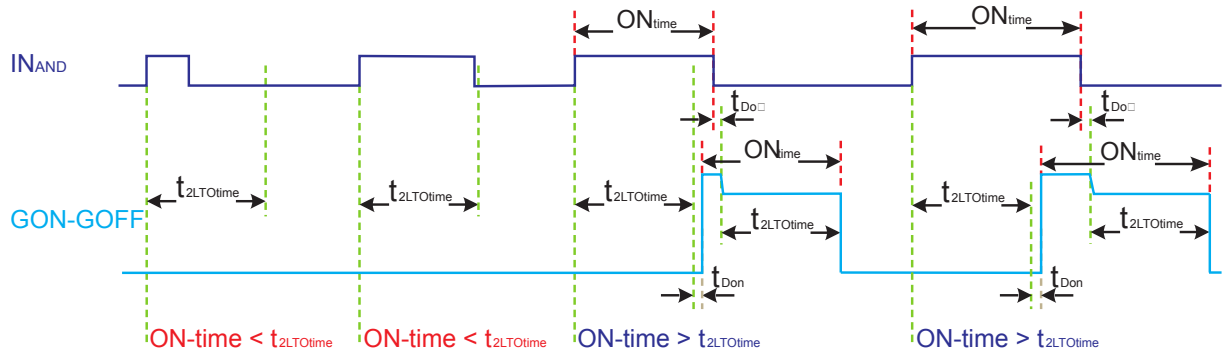 ONtime ONtime
INAND
tDo□ tDo□
ONtime ONtime
t2LTOtime t2LTOtime t2LTOtime t2LTOtime
GON-GOFF
t2LTOtime t2LTOtime
tDon tDon
ON-time < t2LTOtime ON-time < t2LTOtime ON-time > t2LTOtime ON-time > t2LTOtime